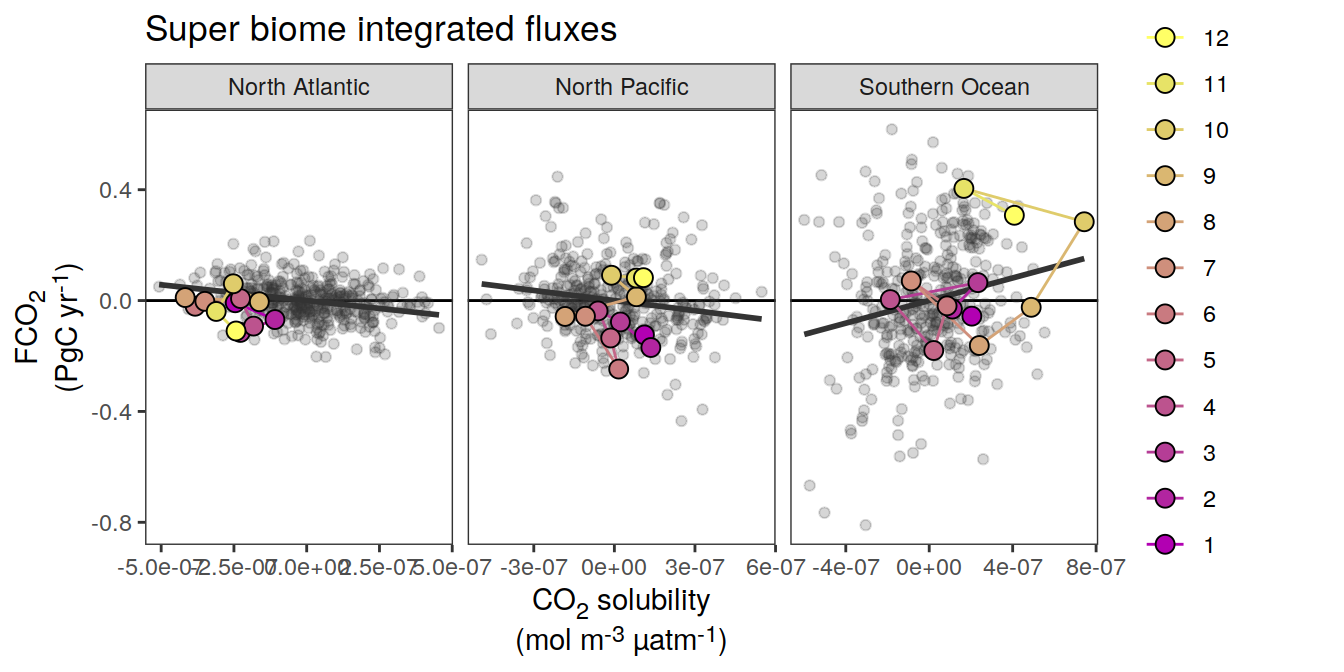 Super biome integrated fluxes
North Atlantic
North Pacific
Southern Ocean
FCO₂
(PgC yr⁻¹)
0.4
0.0
-0.4
-0.8
-5.0e-07 -2.5e-07 0.0e+00 2.5e-07 5.0e-07
-3e-07 0e+00 3e-07 6e-07
-4e-07 0e+00 4e-07 8e-07
CO₂ solubility
(mol m⁻³ µatm⁻¹)
12
11
10
9
8
7
6
5
4
3
2
1